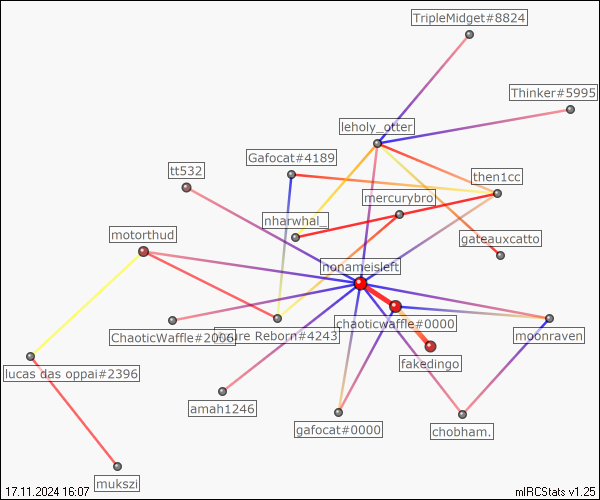 TripleMidget#8824
Thinker#5995
leholy_otter
Gafocat#4189
tt532
then1cc
mercurybro
nharwhal_
motorthud
gateauxcatto
nonameisleft
ChaoticWaffle#2006
Reborn#4243
chaoticwaffle#0000
moonraven
fakedingo
lucas das oppai#2396
amah1246
gafocat#0000
chobham.
mukszi
17.11.2024 16:07
mIRCStats v1.25